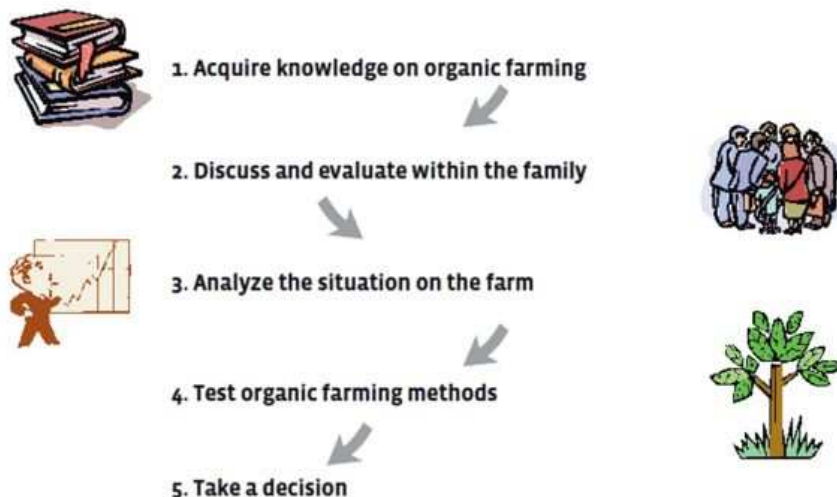 1. Acquire knowledge on organic farming
2. Discuss and evaluate within the family
3. Analyze the situation on the farm
4. Test organic farming methods
5. Take a decision